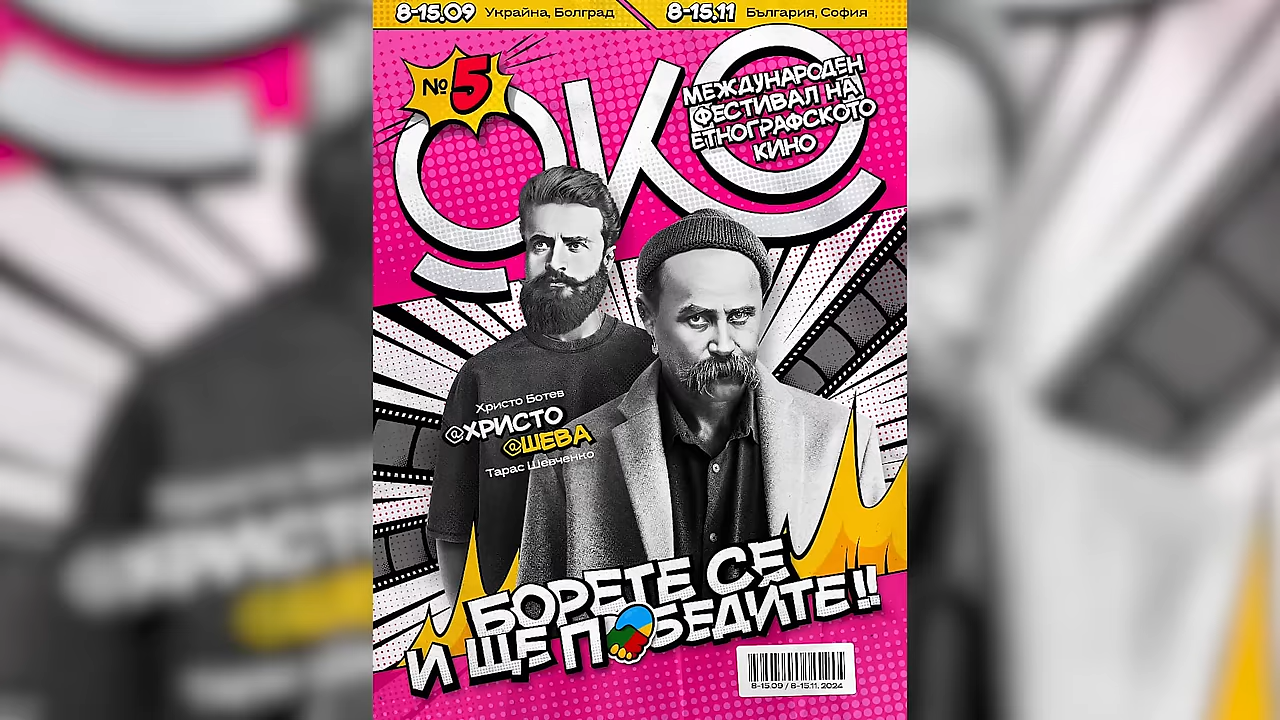 8-15.09 Украйна, Болград
8-15.11 България, София
№5
ОКО
МЕЖДУНАРОДЕН
ФЕСТИВАЛ НА
ЕТНОГРАФСКОТО
КИНО
Христо Ботев
@ХРИСТО
@ШЕВА
Тарас Шевченко
БОРЕТЕ СЕ
И ЩЕ ПОБЕДИТЕ!!
8-15.09 / 8-15.11. 2024